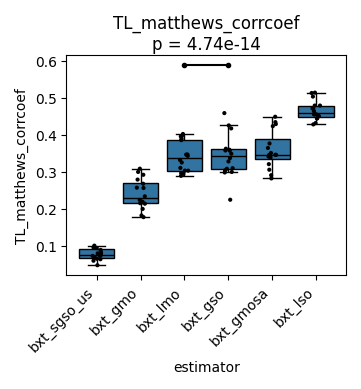 TL_matthews_corrcoef
p = 4.74e-14
0.6
0.5
0.4
0.3
0.2
0.1
TL_matthews_corrcoef
bxt_sgso_us
bxt_gmo
bxt_lmo
bxt_gso
bxt_gmosa
bxt_lso
estimator